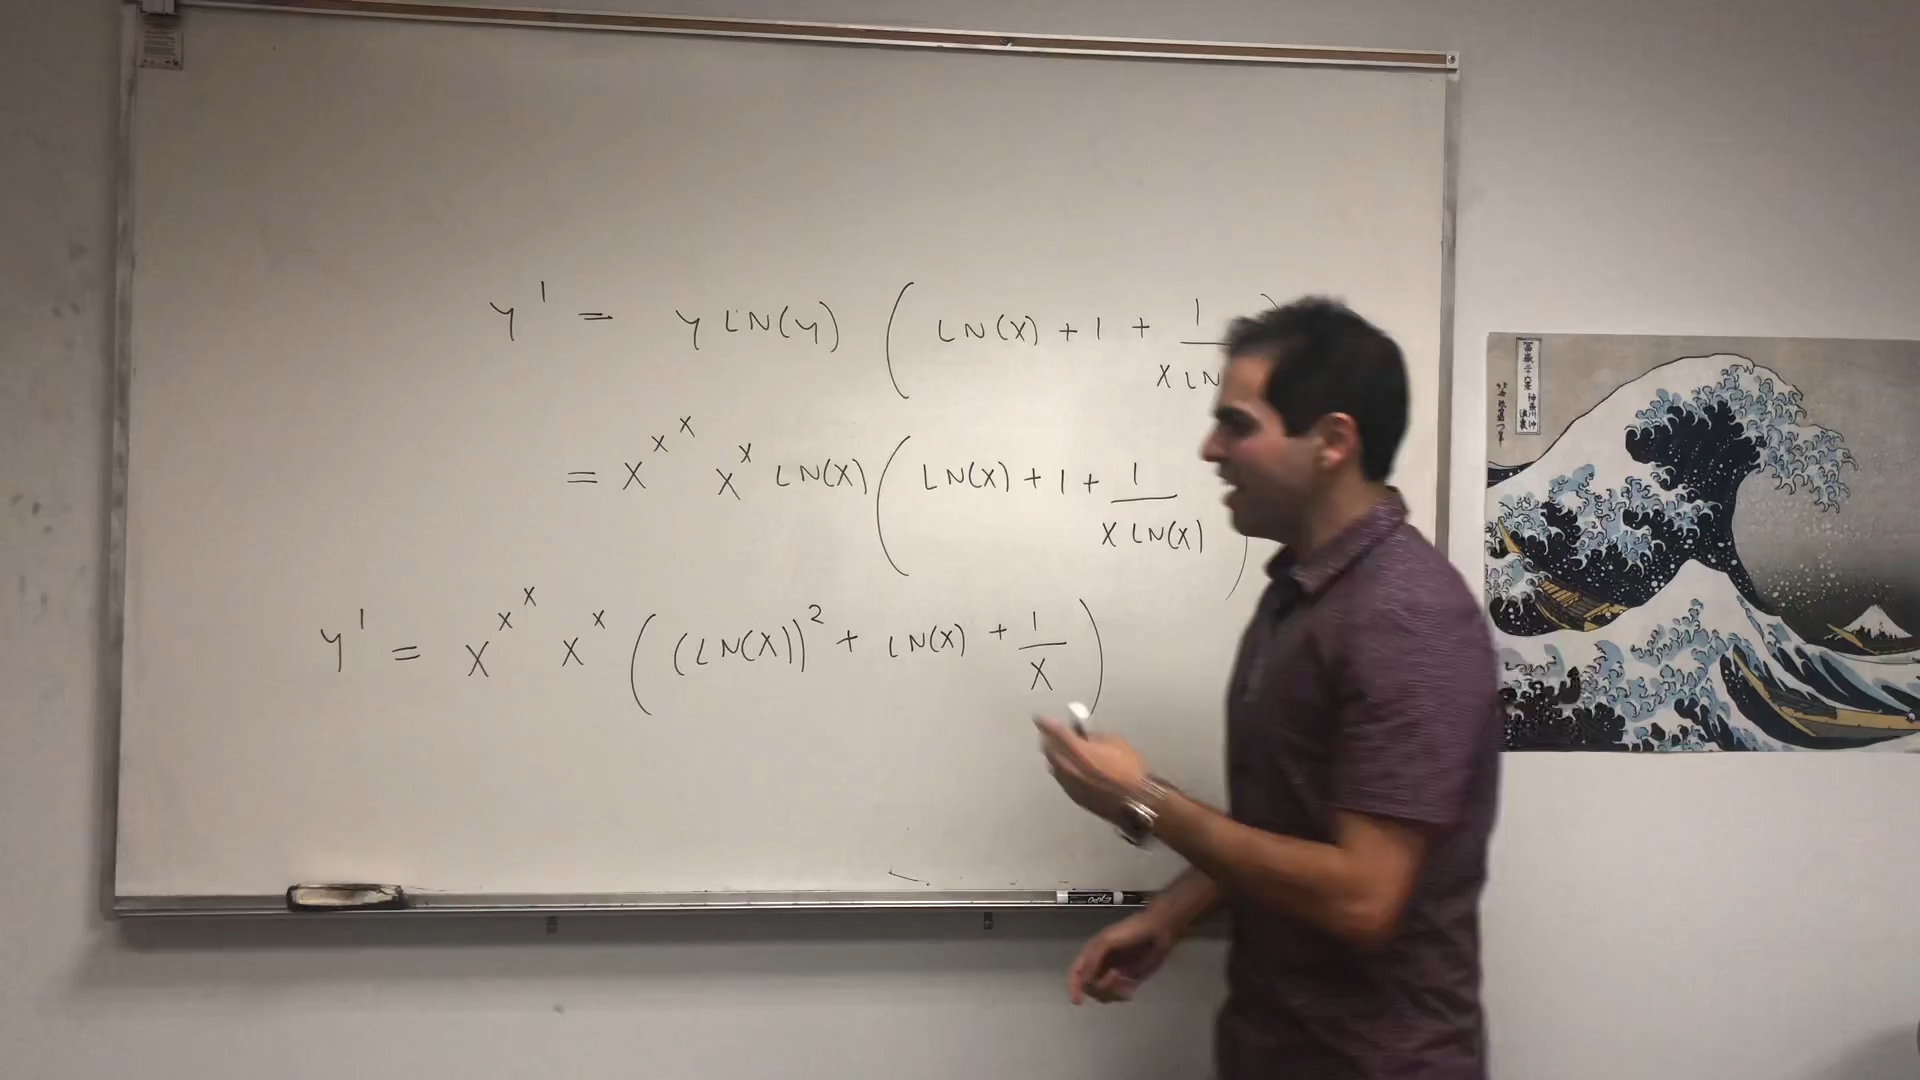 Y' = Y LN(Y) ( LN(X) + 1 + 1/(X LN
= X^X^X X^X LN(X) ( LN(X) + 1 + 1/(X LN(X)) )
Y' = X^X^X X^X ( (LN(X))^2 + LN(X) + 1/X )